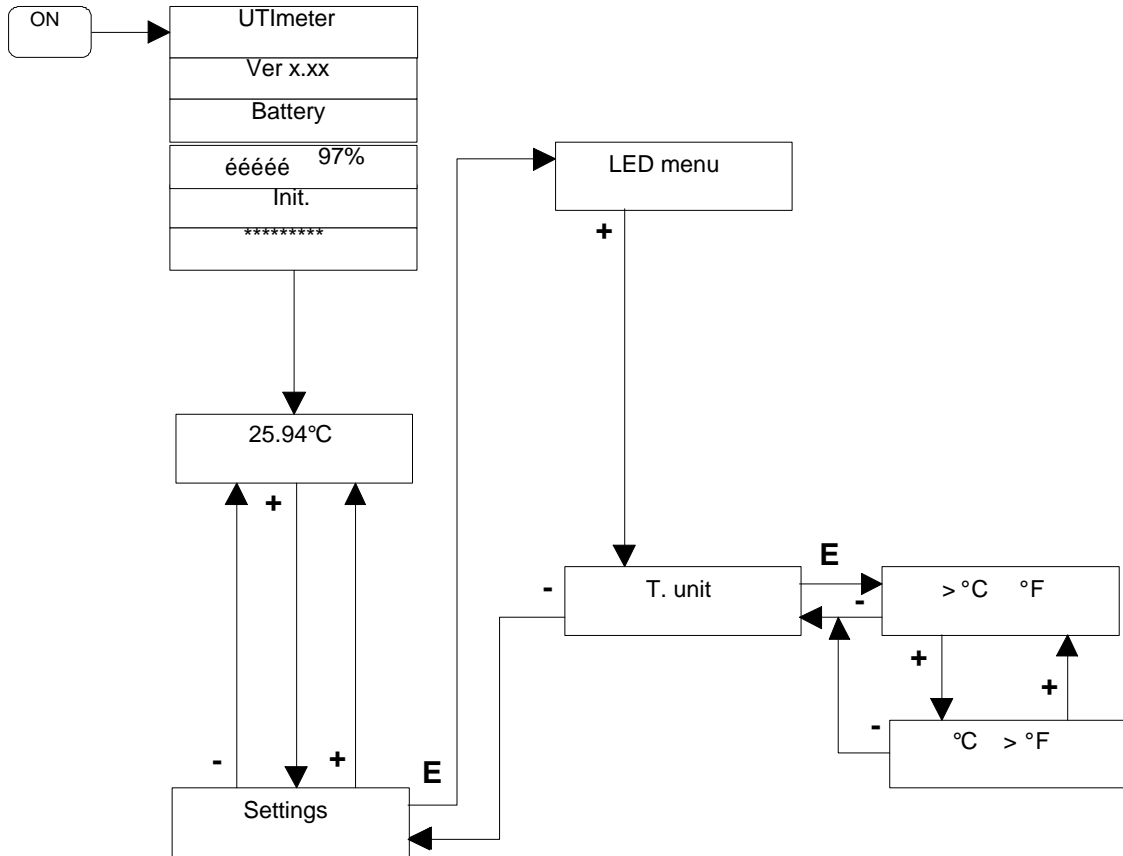 ON
UTImeter
Ver x.xx
Battery
ééééé 97%
Init.
*********
LED menu
+
25.94°C
+
E
T. unit
-
> °C °F
-
+
+
-
°C > °F
-
+
E
Settings